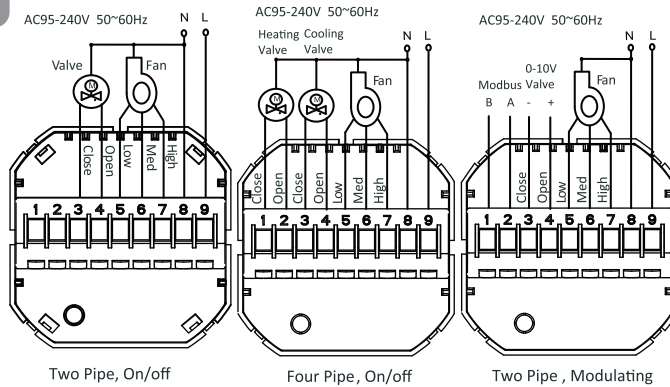 AC95-240V 50~60Hz
N L
Valve
Fan
Close
Open
Low
Med
High
1 2 3 4 5 6 7 8 9
Two Pipe, On/off
AC95-240V 50~60Hz
Heating Cooling
Valve Valve
N L
Fan
Close
Open
Close
Open
Low
Med
High
1 2 3 4 5 6 7 8 9
Four Pipe, On/off
AC95-240V 50~60Hz
N L
0-10V
Modbus Valve
B A - +
Fan
Close
Open
Low
Med
High
1 2 3 4 5 6 7 8 9
Two Pipe , Modulating
M
M
M